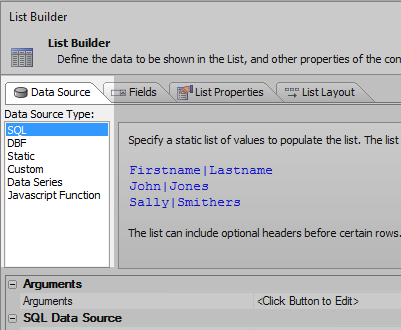 List Builder
List Builder
Define the data to be shown in the List, and other properties of the con
Data Source
Fields
List Properties
List Layout
Data Source Type:
SQL
DBF
Static
Custom
Data Series
Javascript Function
Specify a static list of values to populate the list. The list
Firstname|Lastname
John|Jones
Sally|Smithers
The list can include optional headers before certain rows.
Arguments
Arguments <Click Button to Edit>
SQL Data Source